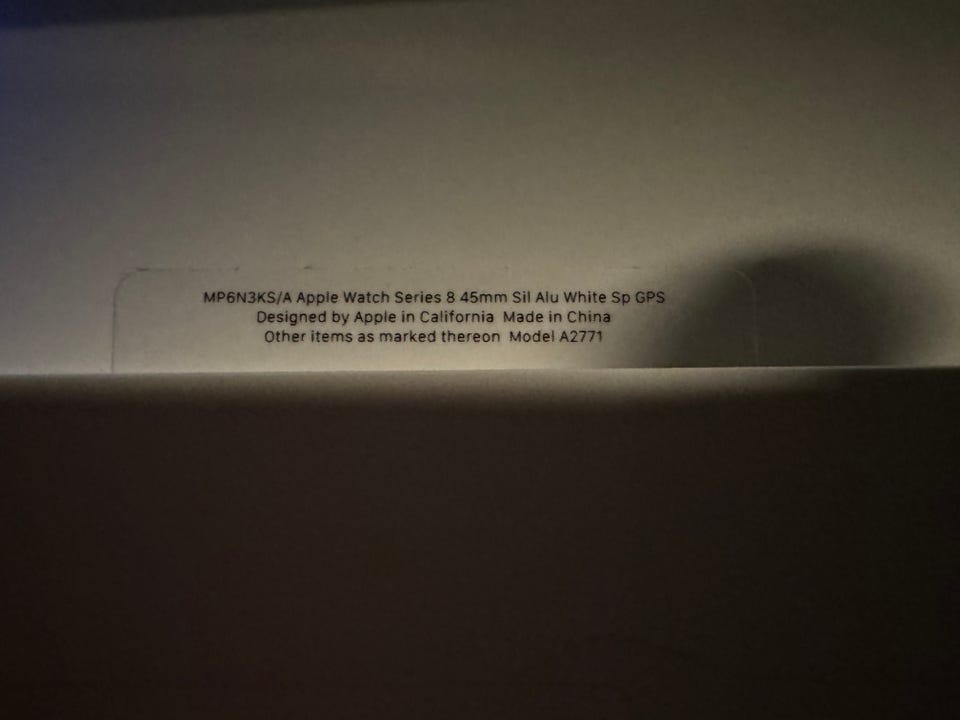 MP6N3KS/A Apple Watch Series 8 45mm Sil Alu White Sp GPS
Designed by Apple in California Made in China
Other items as marked thereon Model A2771